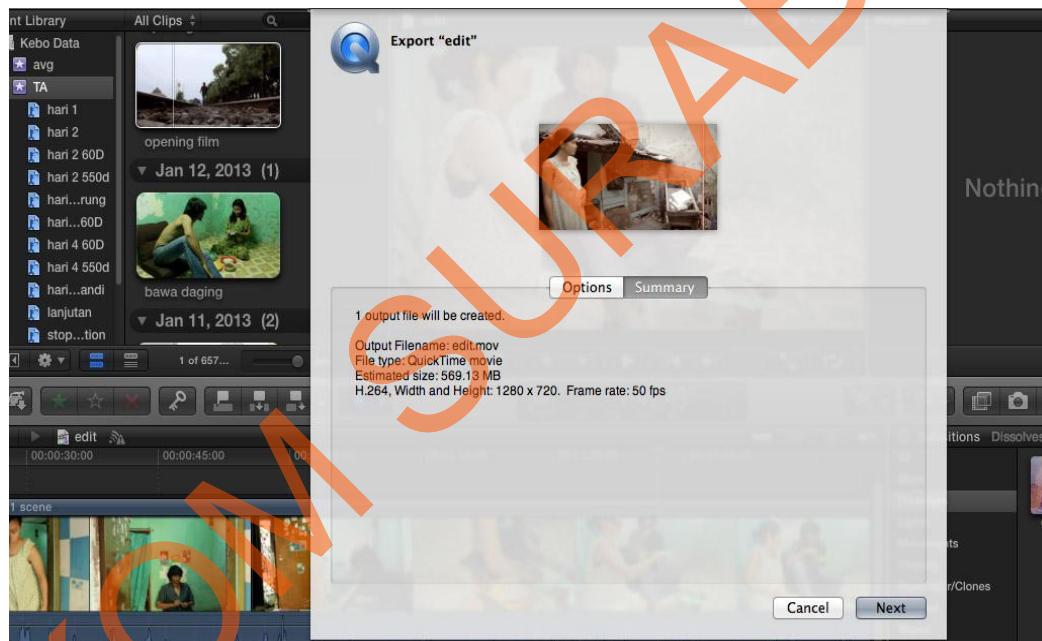 nt Library
All Clips
Kebo Data
avg
TA
hari 1
hari 2
hari 2 60D
hari 2 550d
hari...rung
hari...60D
hari 4 60D
hari 4 550d
hari...andi
lanjutan
stop...tion
opening film
Jan 12, 2013 (1)
bawa daging
Jan 11, 2013 (2)
1 of 657...
Export “edit”
Options
Summary
1 output file will be created.
Output Filename: edit.mov
File type: QuickTime movie
Estimated size: 569.13 MB
H.264, Width and Height: 1280 x 720. Frame rate: 50 fps
Cancel
Next
Nothing
edit
00:00:30:00
00:00:45:00
00:
1 scene
itions
Dissolves
ts
r/Clones
OM SURAB